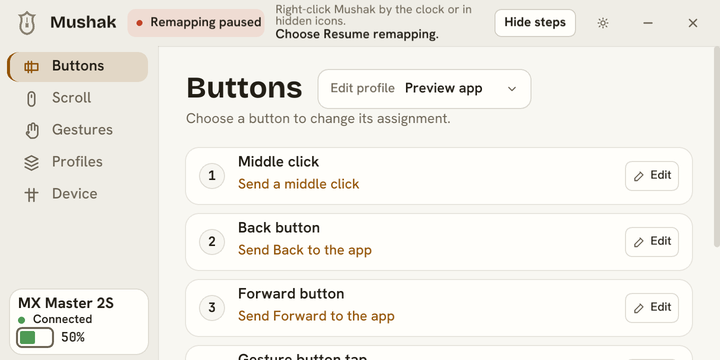 Mushak
Remapping paused
Right-click Mushak by the clock or in
hidden icons.
Choose Resume remapping.
Hide steps
Buttons
Scroll
Gestures
Profiles
Device
MX Master 2S
Connected
50%
Buttons
Edit profile Preview app
Choose a button to change its assignment.
1
Middle click
Send a middle click
Edit
2
Back button
Send Back to the app
Edit
3
Forward button
Send Forward to the app
Edit
Gesture button tap